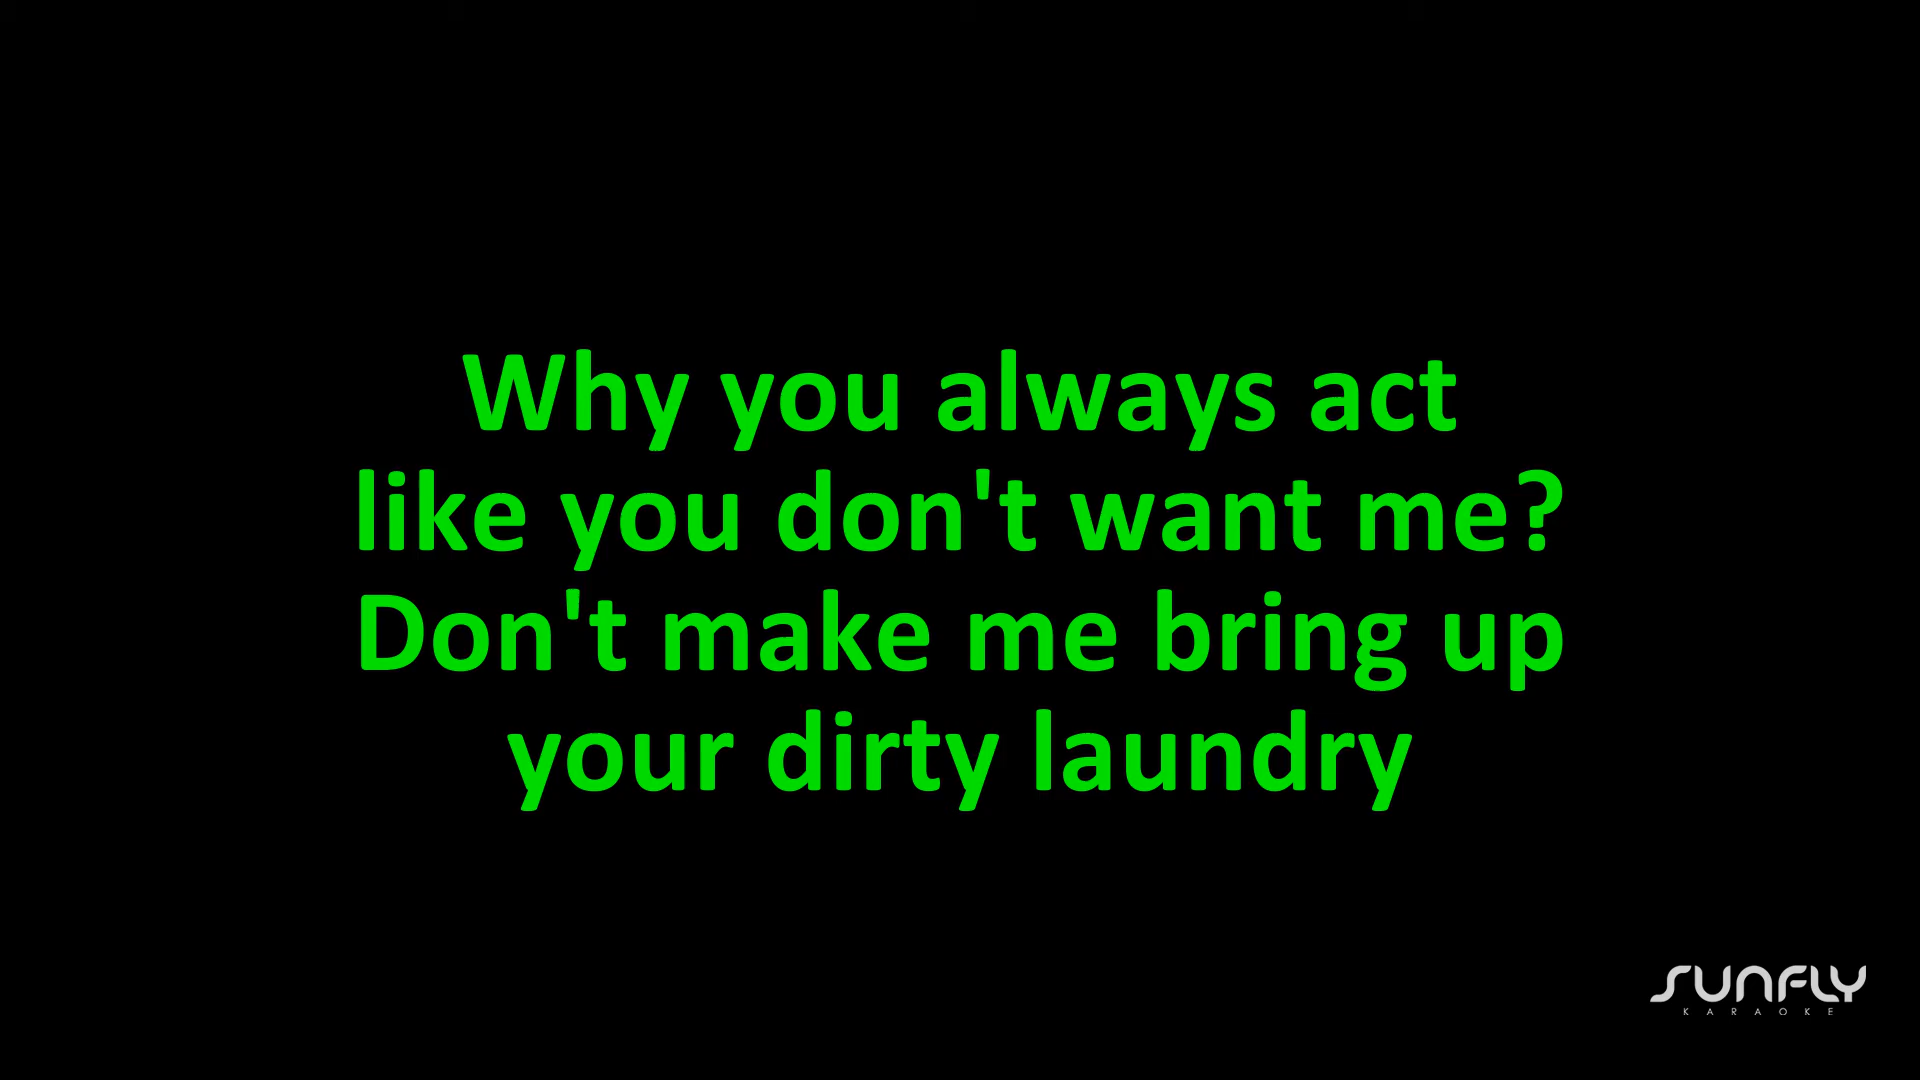 Why you always act
like you don't want me?
Don't make me bring up
your dirty laundry
SUNFLY
KARAOKE